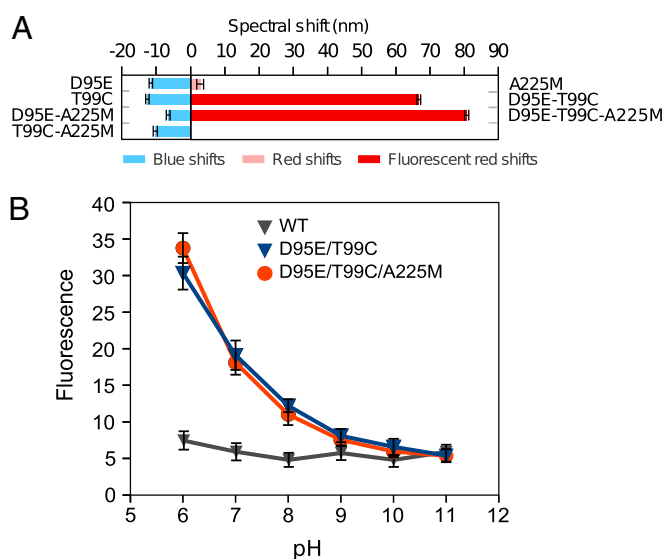 A
Spectral shift (nm)
-20 -10 0 10 20 30 40 50 60 70 80 90
D95E A225M
T99C D95E-T99C
D95E-A225M D95E-T99C-A225M
T99C-A225M
Blue shifts Red shifts Fluorescent red shifts
B
40
35
30
25
20
15
10
5
0
Fluorescence
WT
D95E/T99C
D95E/T99C/A225M
5 6 7 8 9 10 11 12
pH